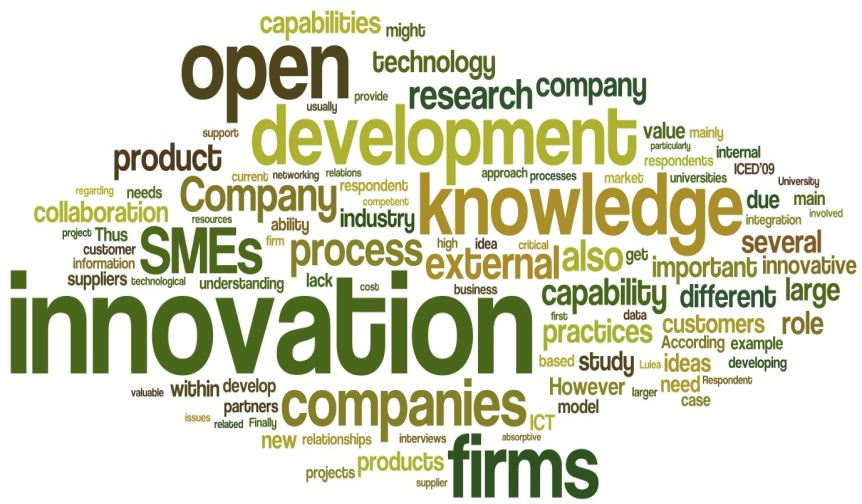 capabilities
might
open
technology
research
company
provide
usually
support
development
value
mainly
particularly
respondents
internal
ICED'09
product
current
networking
relations
approach
processes
market
universities
University
regarding
needs
Company
respondent
competent
knowledge
due
main
collaboration
resources
ability
industry
integration
involved
project
Thus
customer
SMEs
firm
process
high
idea
critical
also
get
several
information
external
important
innovative
suppliers
technological
understanding
lack
cost
business
capability
different
large
innovation
first
data
practices
customers
role
According
example
based
study
Luleå
ideas
developing
valuable
within
develop
However
larger
need
Respondent
case
partners
companies
model
issues
related
Finally
ICT
new
relationships
interviews
absorptive
projects
products
supplier
firms